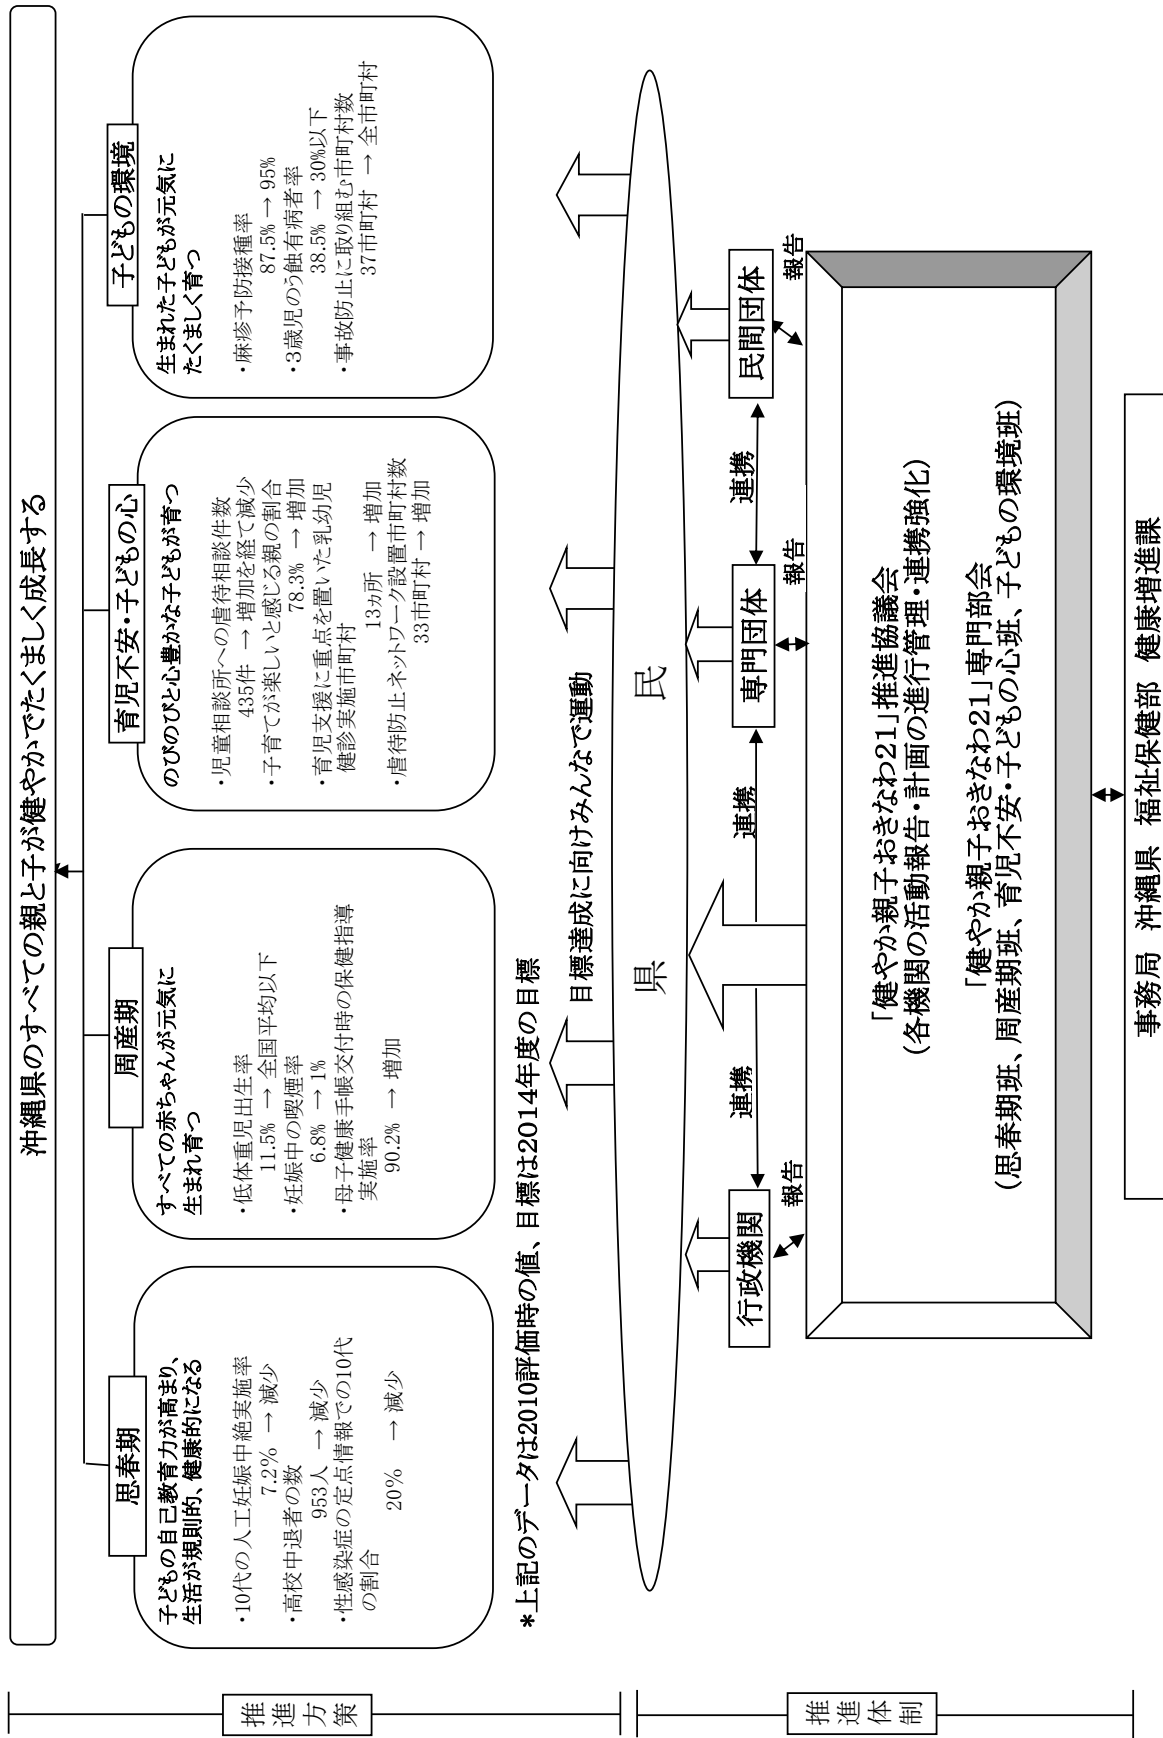 推進方策
推進体制
沖縄県のすべての親と子が健やかでたくましく成長する
思春期
子どもの自己教育力が高まり、
生活が規則的、健康的になる
・10代の人工妊娠中絶実施率
7.2% → 減少
・高校中退者の数
953人 → 減少
・性感染症の定点情報での10代
の割合
20% → 減少
周産期
すべての赤ちゃんが元気に
生まれ育つ
・低体重児出生率
11.5% → 全国平均以下
・妊娠中の喫煙率
6.8% → 1%
・母子健康手帳交付時の保健指導
実施率
90.2% → 増加
育児不安・子どもの心
のびのびと心豊かな子どもが育つ
・児童相談所への虐待相談件数
435件 → 増加を経て減少
・子育てが楽しいと感じる親の割合
78.3% → 増加
・育児支援に重点を置いた乳幼児
健診実施市町村
13ヵ所 → 増加
・虐待防止ネットワーク設置市町村数
33市町村 → 増加
子どもの環境
生まれた子どもが元気に
たくましく育つ
・麻疹予防接種率
87.5% → 95%
・3歳児のう蝕有病者率
38.5% → 30%以下
・事故防止に取り組む市町村数
37市町村 → 全市町村
*上記のデータは2010評価時の値、目標は2014年度の目標
目標達成に向けみんなで運動
県 民
行政機関
連携
連携
専門団体
連携
民間団体
報告
報告
報告
「健やか親子おきなわ21」推進協議会
(各機関の活動報告・計画の進行管理・連携強化)
「健やか親子おきなわ21」専門部会
(思春期班、周産期班、育児不安・子どもの心班、子どもの環境班)
事務局 沖縄県 福祉保健部 健康増進課